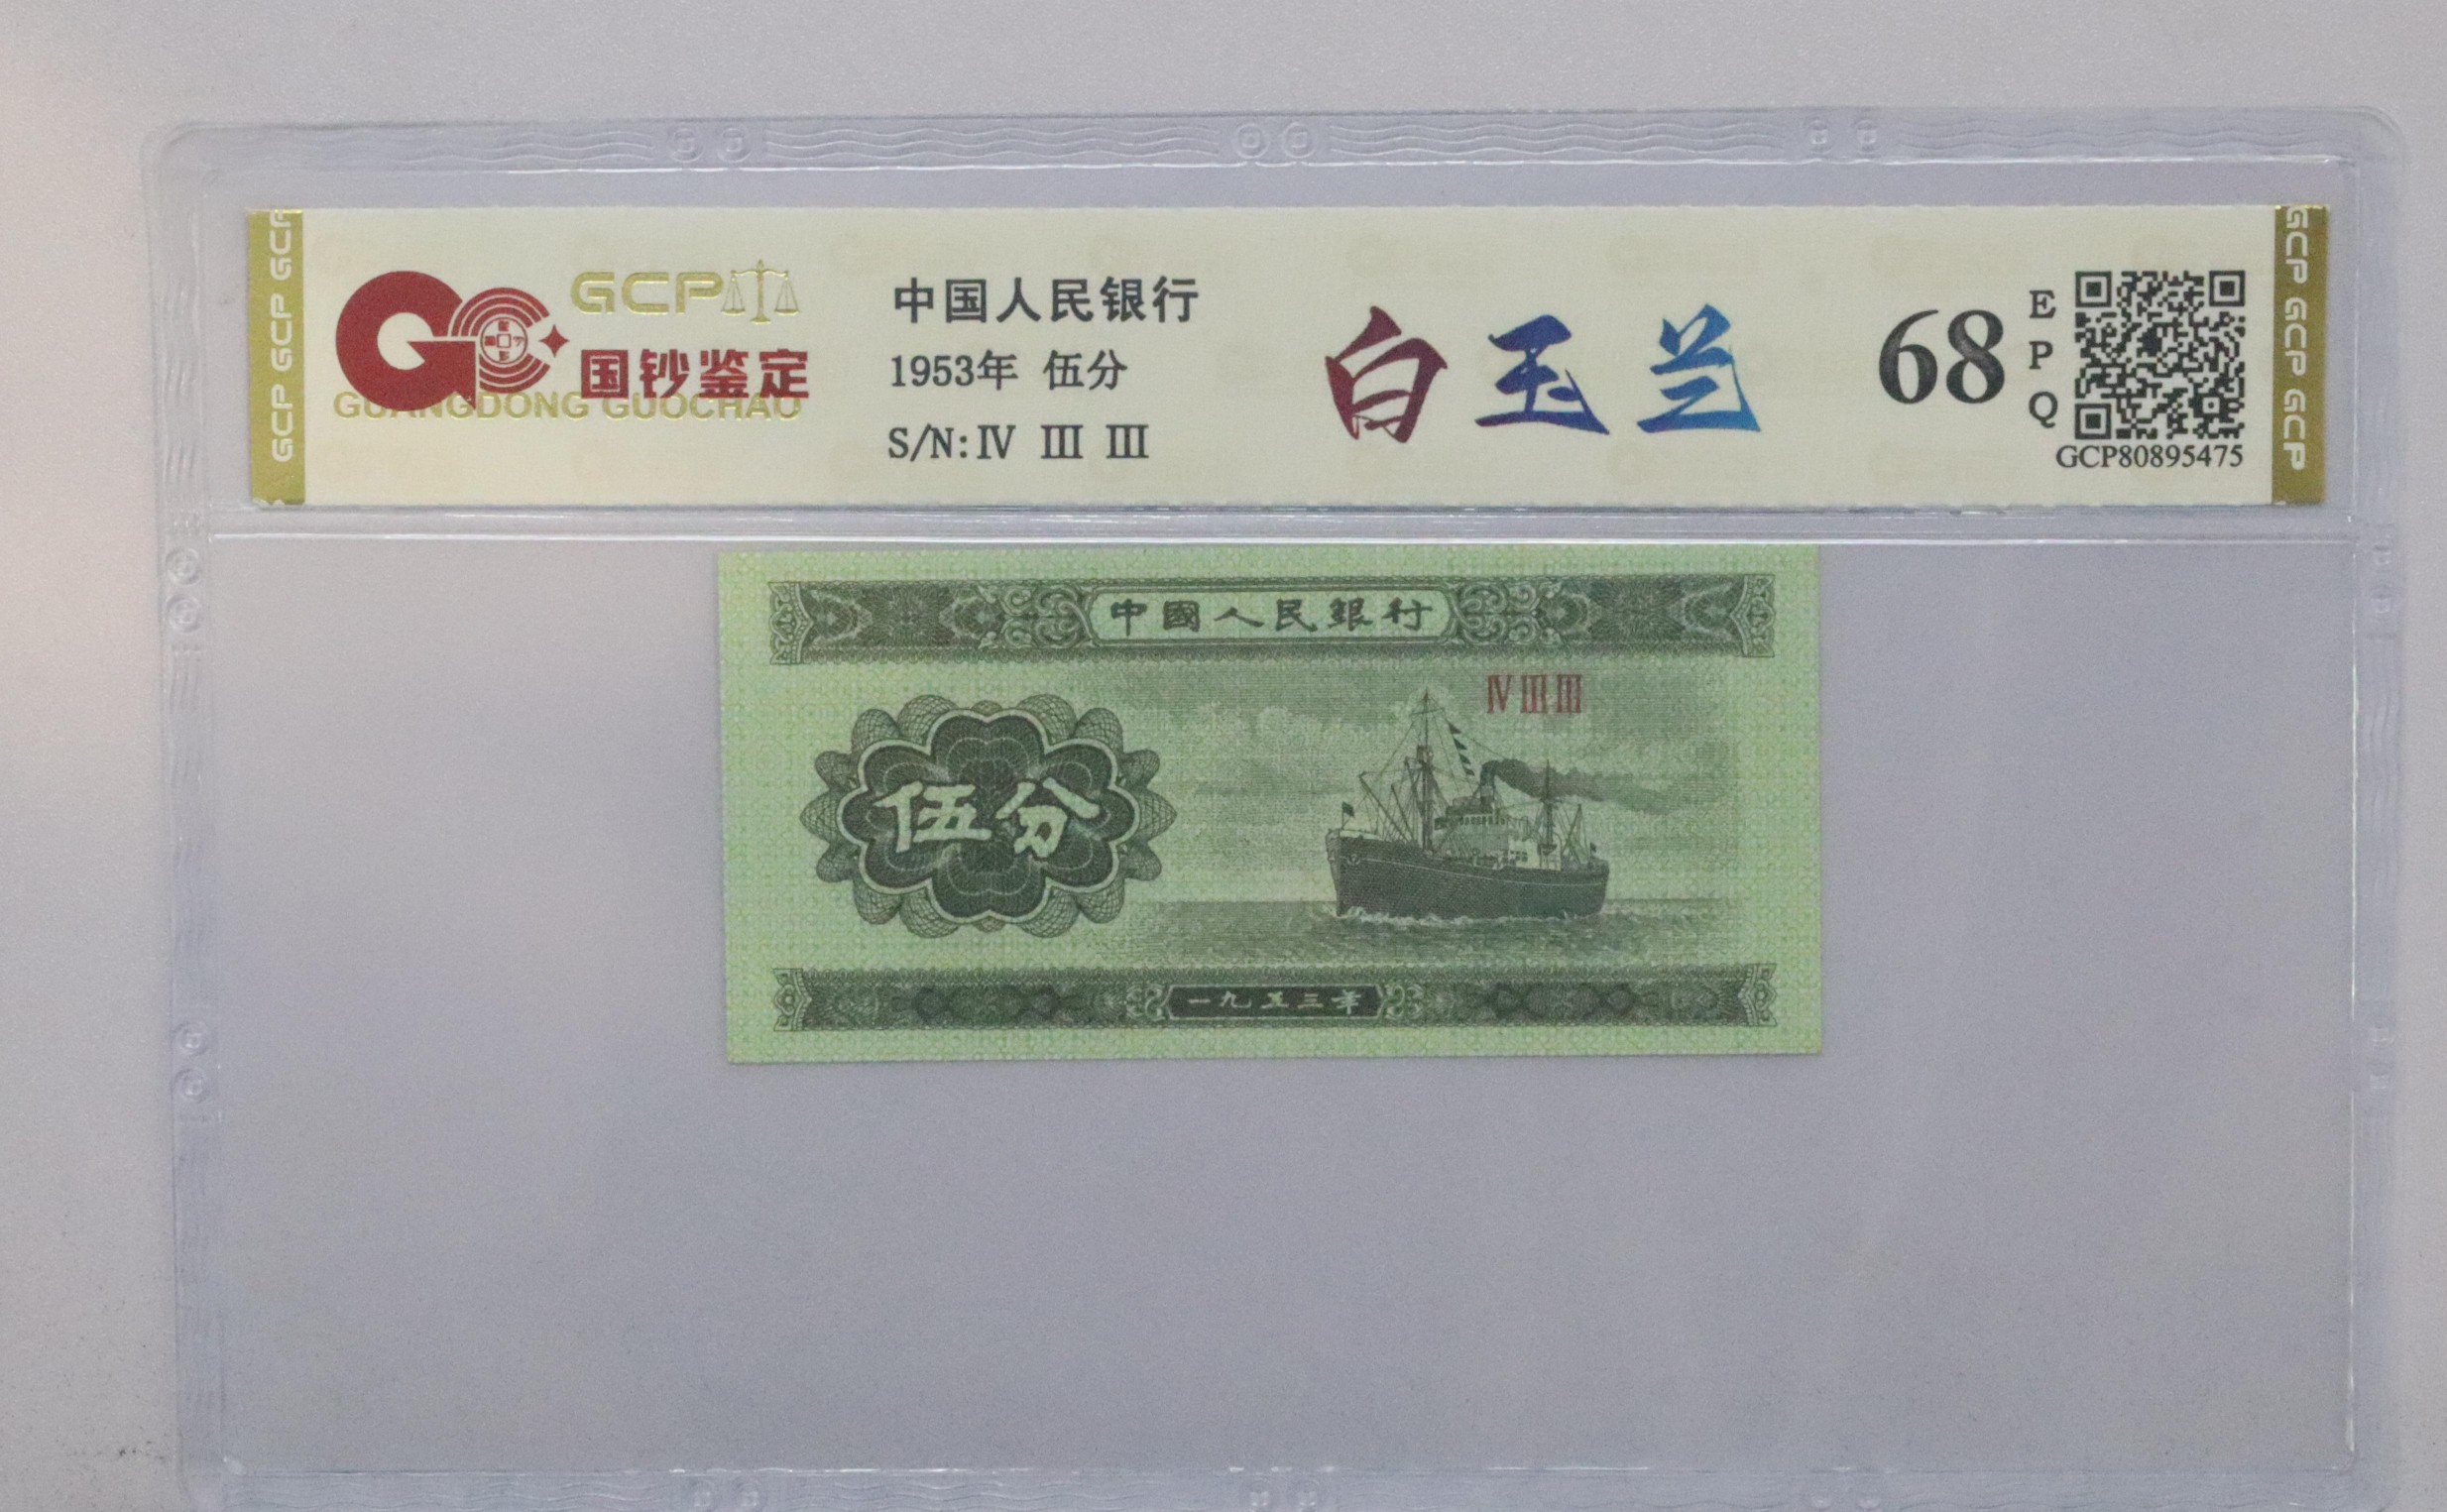 GCP
国钞鉴定
GUANGDONG GUOCHAO
中国人民银行
1953年 伍分
S/N: Ⅳ Ⅲ Ⅲ
白玉兰
68
EPQ
GCP80895475
GCP GCP GCP
GCP GCP GCP
中國人民銀行
Ⅳ Ⅲ Ⅲ
伍分
一九五三年